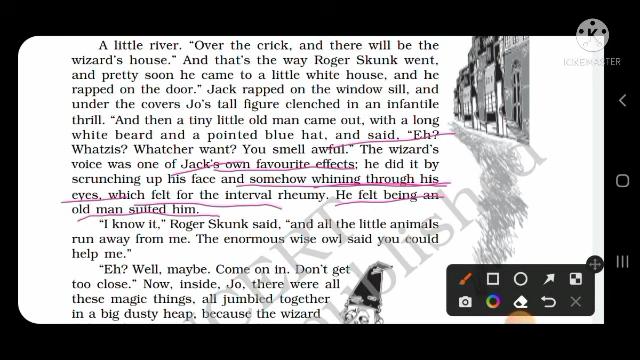 A little river. “Over the crick, and there will be the
wizard's house.” And that's the way Roger Skunk went,
and pretty soon he came to a little white house, and he
rapped on the door.” Jack rapped on the window sill, and
under the covers Jo's tall figure clenched in an infantile
thrill. “And then a tiny little old man came out, with a long
white beard and a pointed blue hat, and said, “Eh?
Whatzis? Whatcher want? You smell awful.” The wizard's
voice was one of Jack's own favourite effects; he did it by
scrunching up his face and somehow whining through his
eyes, which felt for the interval rheumy. He felt being an
old man suited him.
“I know it,” Roger Skunk said, “and all the little animals
run away from me. The enormous wise owl said you could
help me.”
“Eh? Well, maybe. Come on in. Don't get
too close.” Now, inside, Jo, there were all
these magic things, all jumbled together
in a big dusty heap, because the wizard
NCERT
republished
KINEMASTER